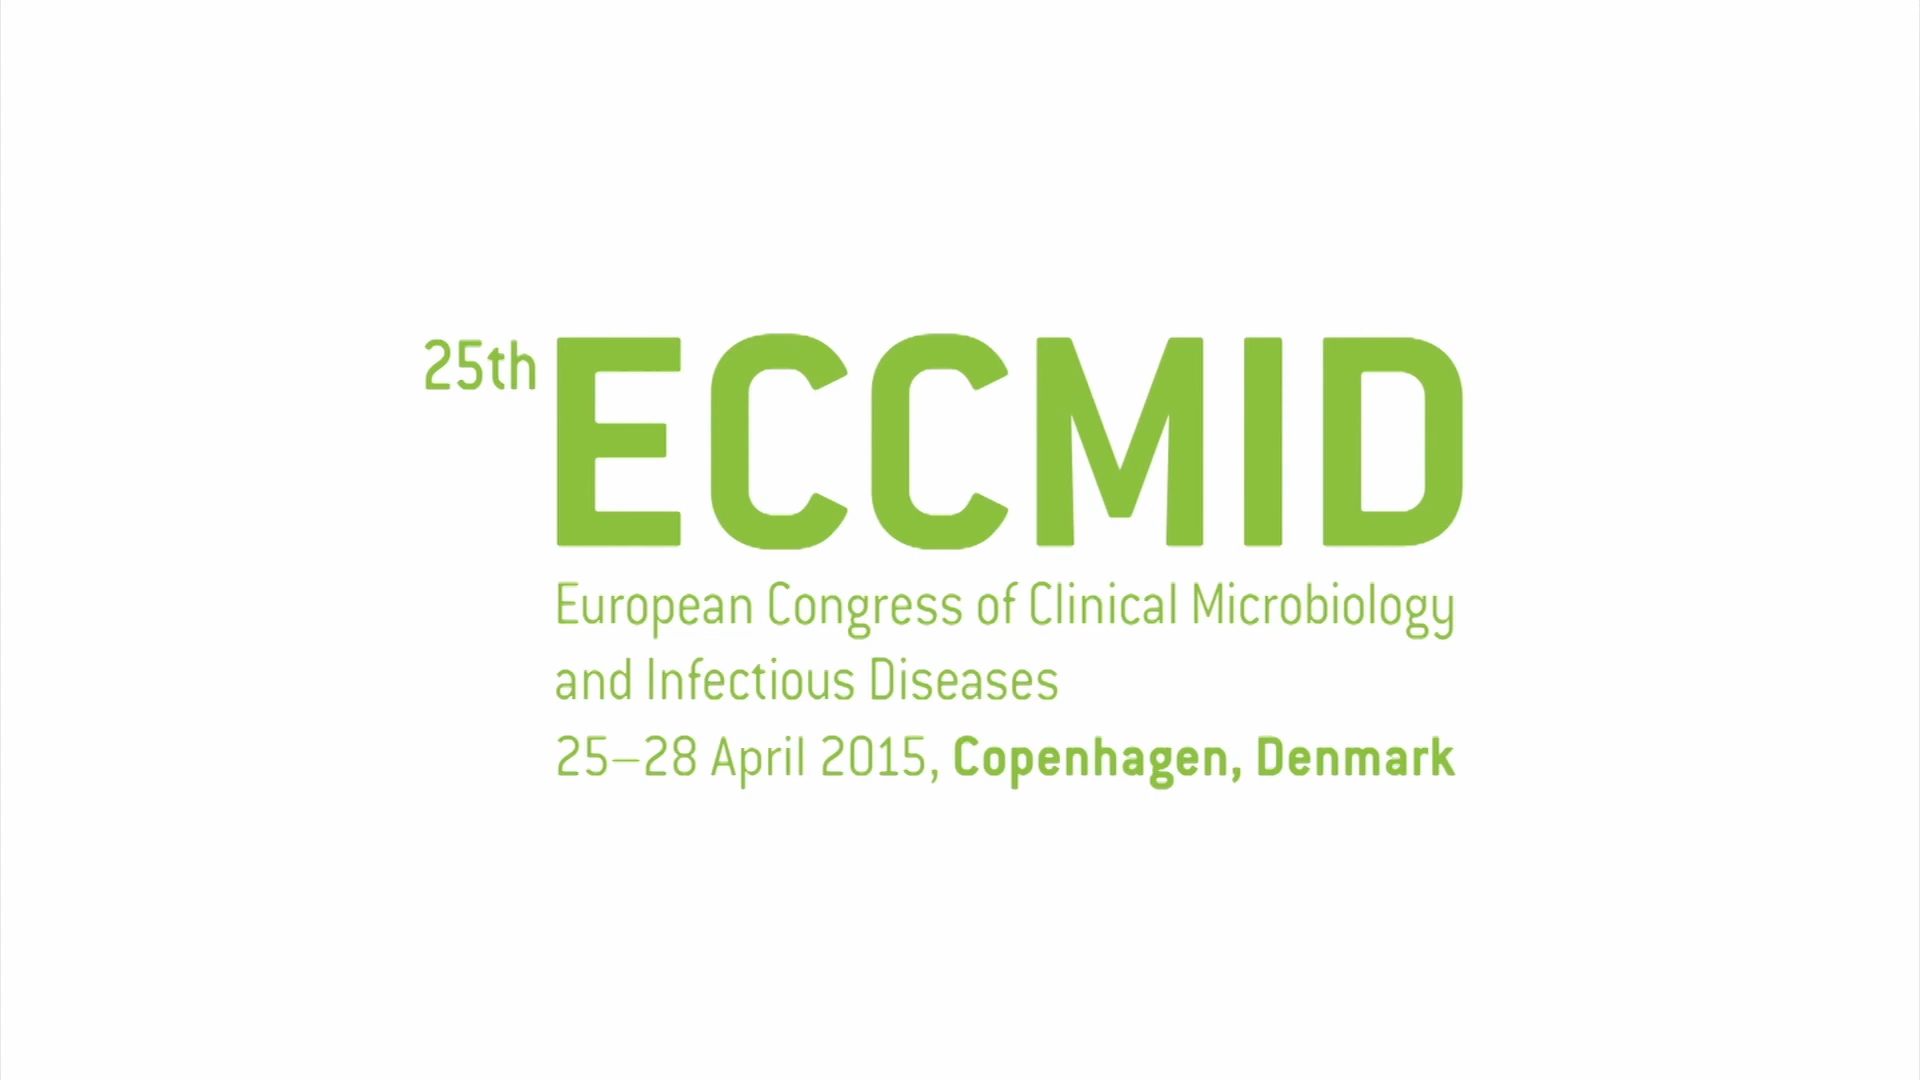 25th ECCMID
European Congress of Clinical Microbiology
and Infectious Diseases
25–28 April 2015, Copenhagen, Denmark